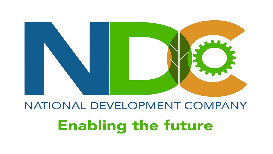 NDC
NATIONAL DEVELOPMENT COMPANY
Enabling the future